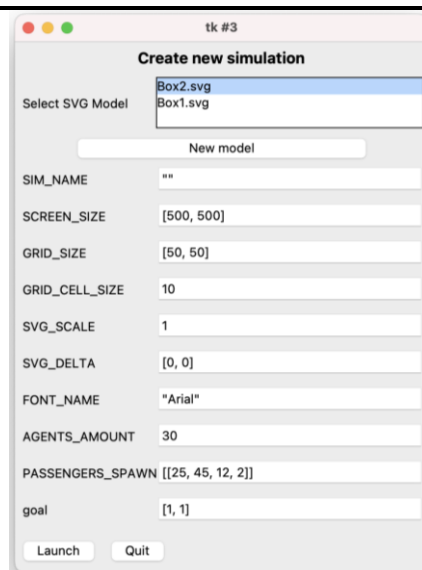 tk #3
Create new simulation
Select SVG Model
Box2.svg
Box1.svg
New model
SIM_NAME ""
SCREEN_SIZE [500, 500]
GRID_SIZE [50, 50]
GRID_CELL_SIZE 10
SVG_SCALE 1
SVG_DELTA [0, 0]
FONT_NAME "Arial"
AGENTS_AMOUNT 30
PASSENGERS_SPAWN [[25, 45, 12, 2]]
goal [1, 1]
Launch Quit